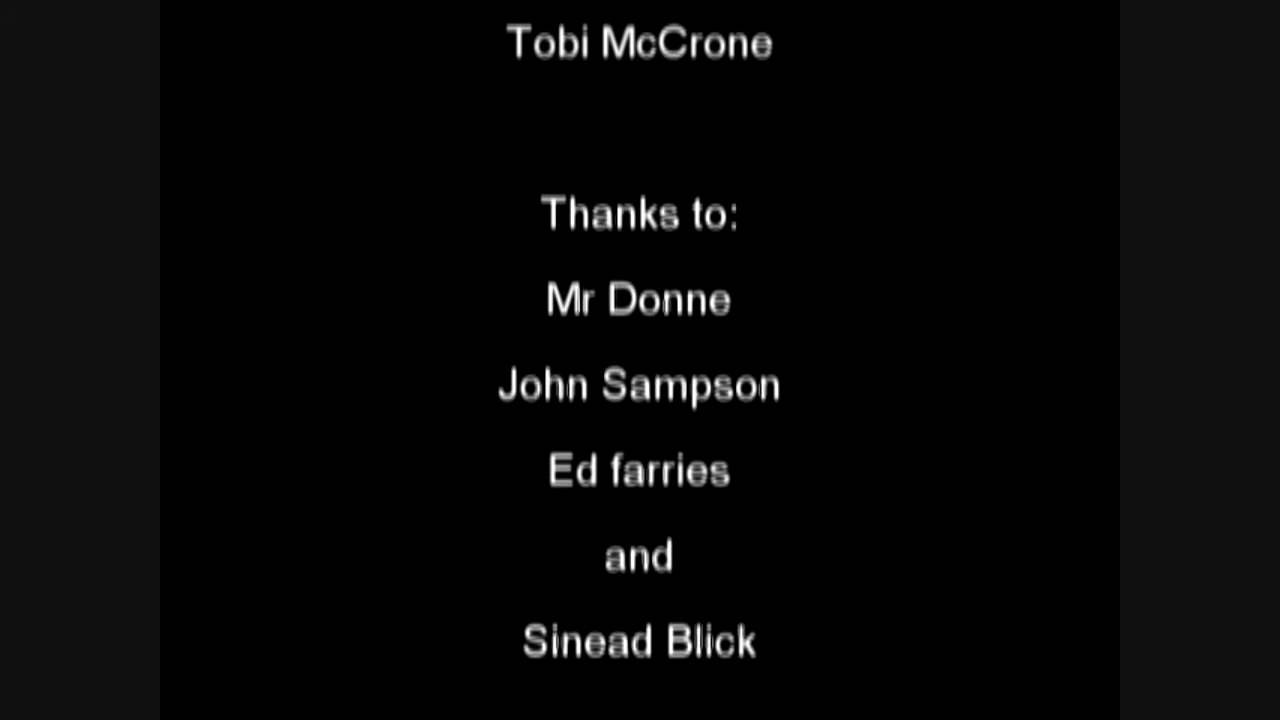 Tobi McCrone
Thanks to:
Mr Donne
John Sampson
Ed farries
and
Sinead Blick